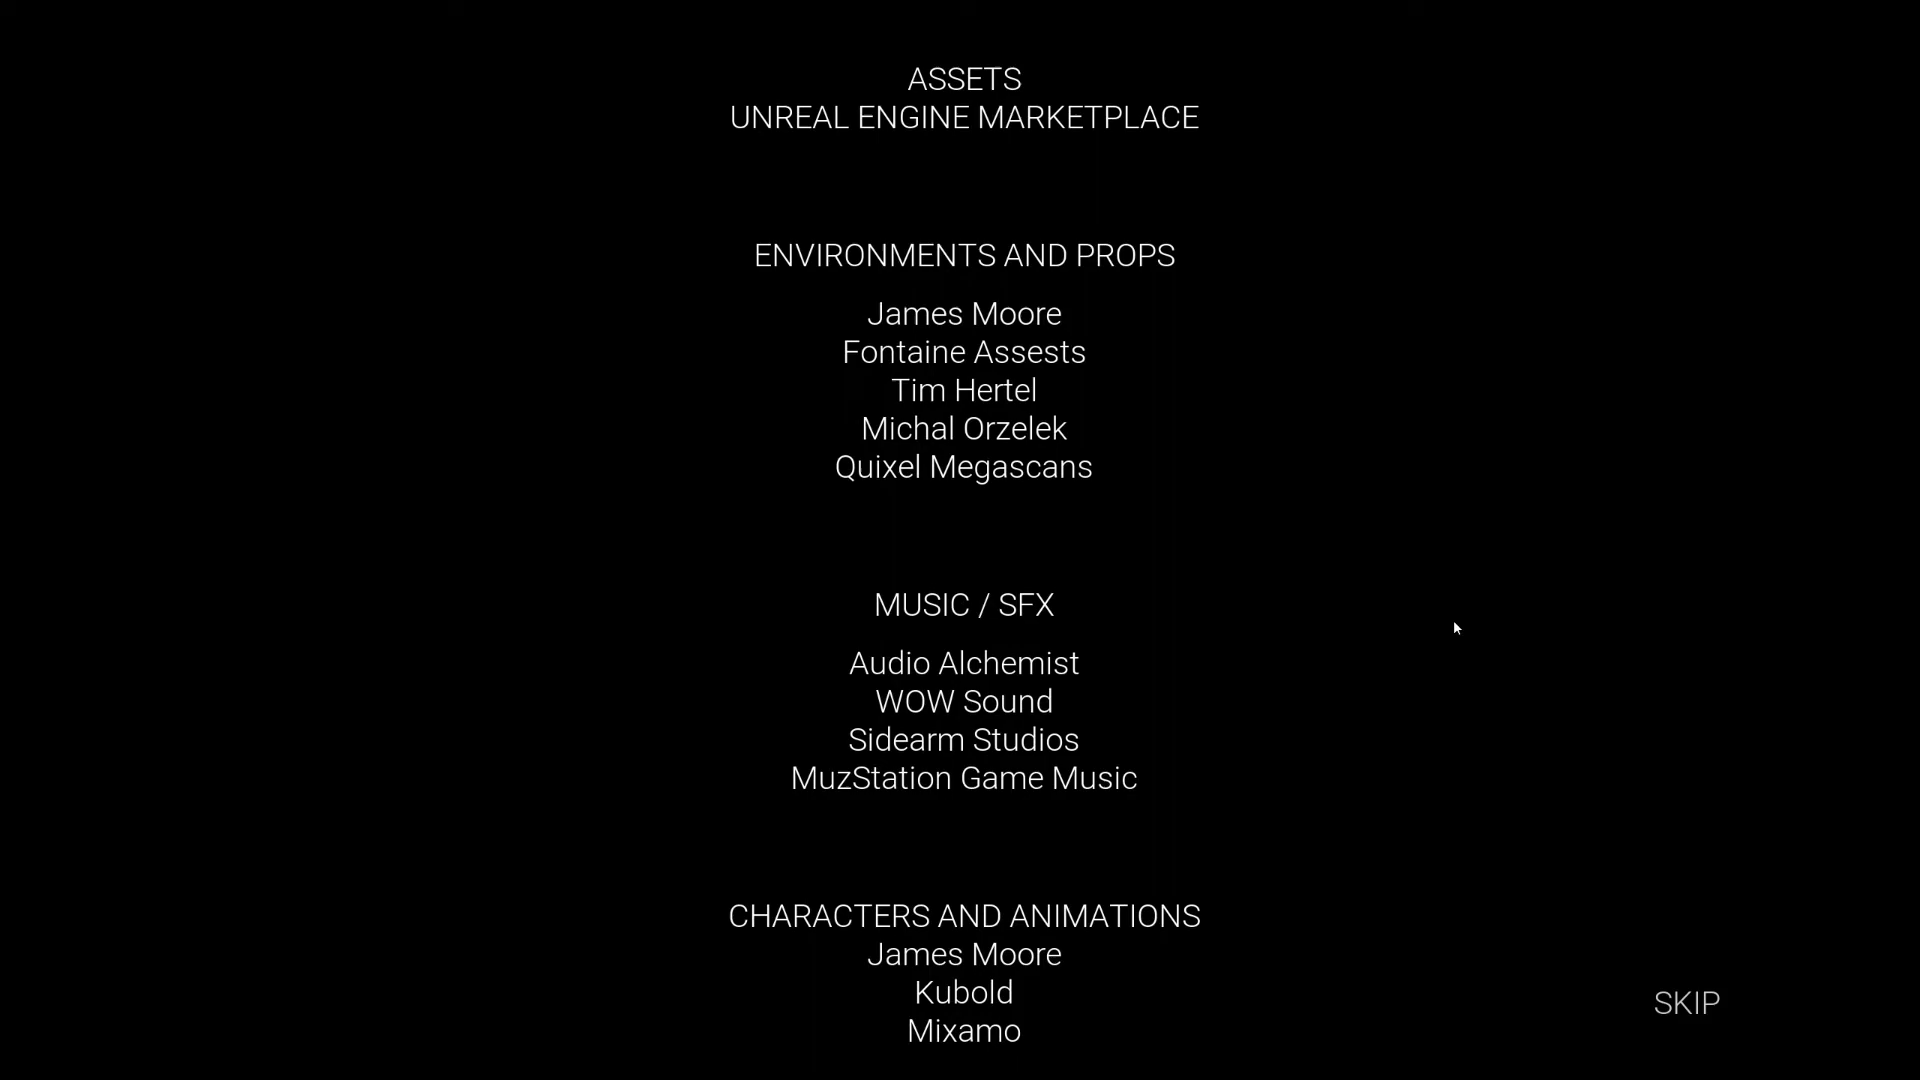 ASSETS
UNREAL ENGINE MARKETPLACE
ENVIRONMENTS AND PROPS
James Moore
Fontaine Assests
Tim Hertel
Michal Orzelek
Quixel Megascans
MUSIC / SFX
Audio Alchemist
WOW Sound
Sidearm Studios
MuzStation Game Music
CHARACTERS AND ANIMATIONS
James Moore
Kubold
Mixamo
SKIP